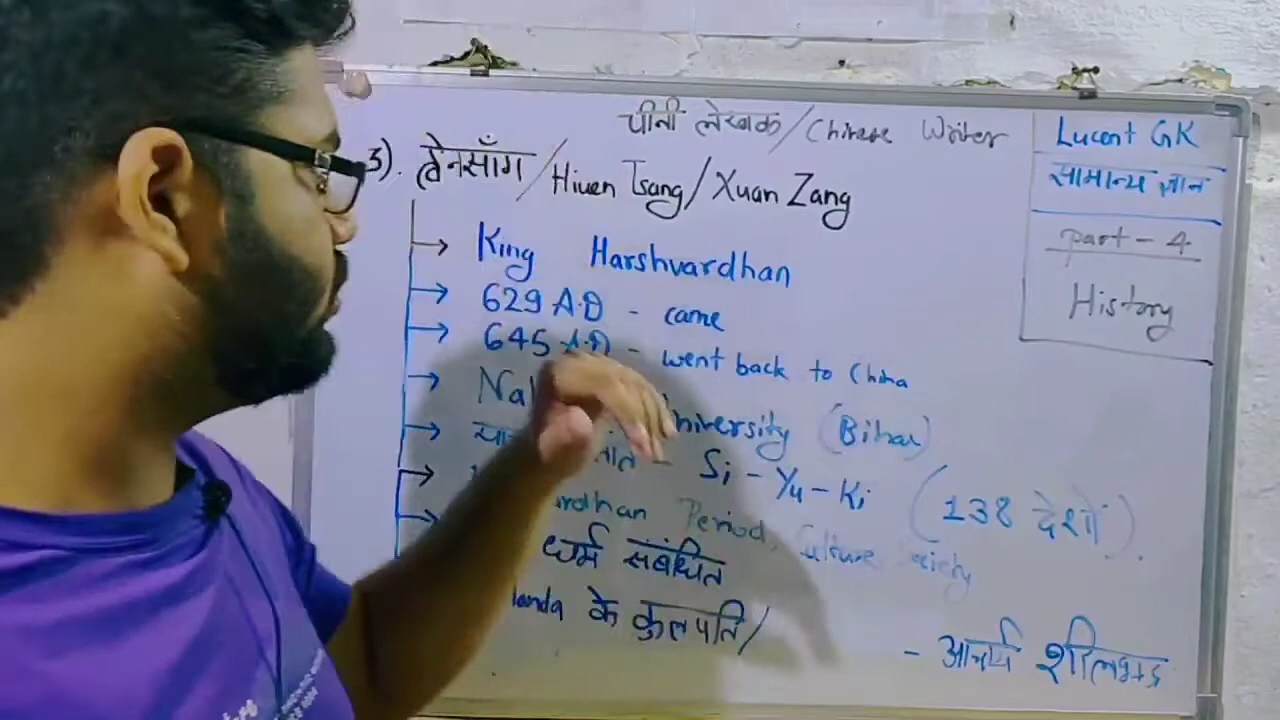 चीनी लेखक/Chinese Writer
3). ह्वेनसाँग/Hiuen Tsang/Xuan Zang
→ King Harshvardhan
→ 629 A.D - came
→ 645 A.D - went back to China
→ University (Bihar)
→ - Si-Yu-Ki (138 देशों).
→ Period, Culture,
→ धर्म संबंधित
के कुलपति/
- आचार्य शीलभद्र
Lucent GK
सामान्य ज्ञान
part-4
History